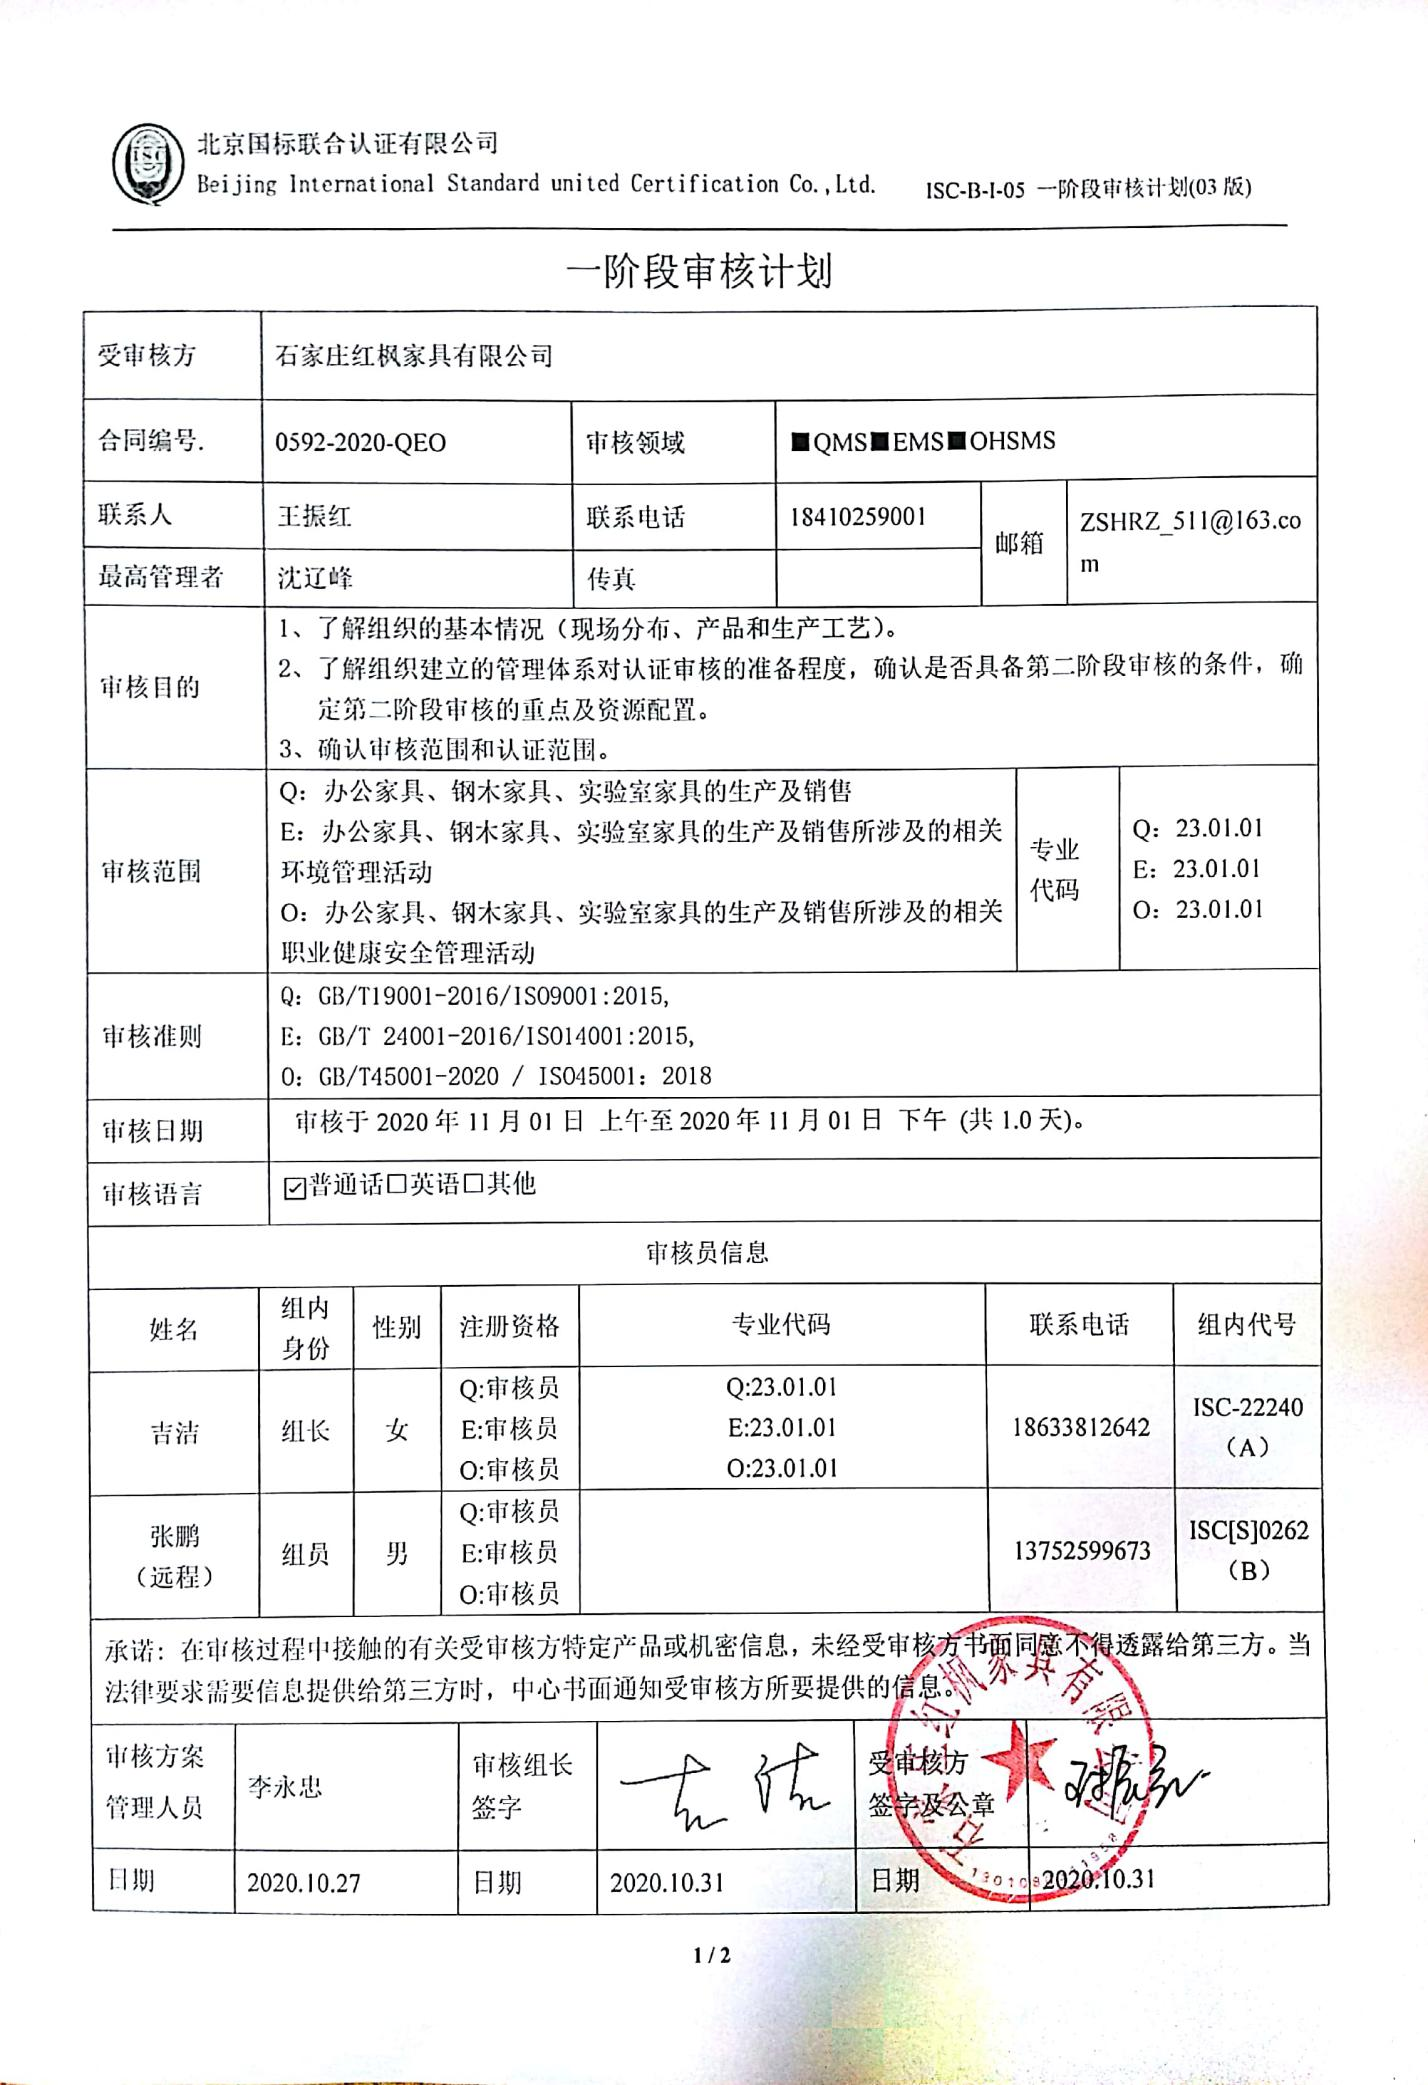 北京国标联合认证有限公司
Beijing International Standard united Certification Co.,Ltd.
ISC-B-I-05 一阶段审核计划(03 版)
一阶段审核计划
受审核方 石家庄红枫家具有限公司
合同编号. 0592-2020-QEO 审核领域 ■QMS■EMS■OHSMS
联系人 王振红 联系电话 18410259001 邮箱 ZSHRZ_511@163.co
m
最高管理者 沈辽峰 传真
审核目的
1、了解组织的基本情况（现场分布、产品和生产工艺）。
2、了解组织建立的管理体系对认证审核的准备程度，确认是否具备第二阶段审核的条件，确
定第二阶段审核的重点及资源配置。
3、确认审核范围和认证范围。
审核范围
Q：办公家具、钢木家具、实验室家具的生产及销售
E：办公家具、钢木家具、实验室家具的生产及销售所涉及的相关
环境管理活动
O：办公家具、钢木家具、实验室家具的生产及销售所涉及的相关
职业健康安全管理活动
专业
代码
Q：23.01.01
E：23.01.01
O：23.01.01
审核准则
Q：GB/T19001-2016/ISO9001:2015,
E：GB/T 24001-2016/ISO14001:2015,
O：GB/T45001-2020 / ISO45001：2018
审核日期 审核于 2020 年 11 月 01 日 上午至 2020 年 11 月 01 日 下午 (共 1.0 天)。
审核语言 ☑普通话☐英语☐其他
审核员信息
姓名 组内
身份 性别 注册资格 专业代码 联系电话 组内代号
吉洁 组长 女
Q:审核员
E:审核员
O:审核员
Q:23.01.01
E:23.01.01
O:23.01.01
18633812642
ISC-22240
（A）
张鹏
（远程）
组员 男
Q:审核员
E:审核员
O:审核员
13752599673
ISC[S]0262
（B）
承诺：在审核过程中接触的有关受审核方特定产品或机密信息，未经受审核方书面同意不得透露给第三方。当
法律要求需要信息提供给第三方时，中心书面通知受审核方所要提供的信息。
审核方案
管理人员
李永忠
审核组长
签字
吉洁
受审核方
签字及公章
王振红
石家庄红枫家具有限公司
日期 2020.10.27 日期 2020.10.31 日期 2020.10.31
1 / 2